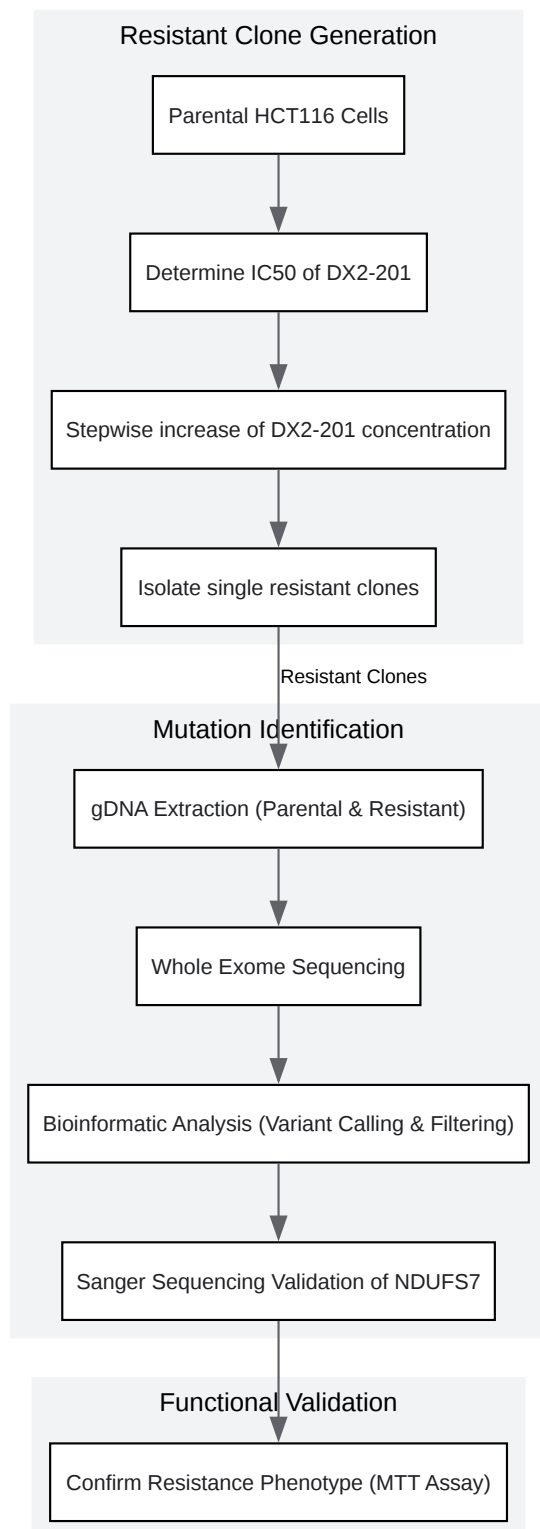 Resistant Clone Generation
Parental HCT116 Cells
Determine IC50 of DX2-201
Stepwise increase of DX2-201 concentration
Isolate single resistant clones
Resistant Clones
Mutation Identification
gDNA Extraction (Parental & Resistant)
Whole Exome Sequencing
Bioinformatic Analysis (Variant Calling & Filtering)
Sanger Sequencing Validation of NDUFS7
Functional Validation
Confirm Resistance Phenotype (MTT Assay)